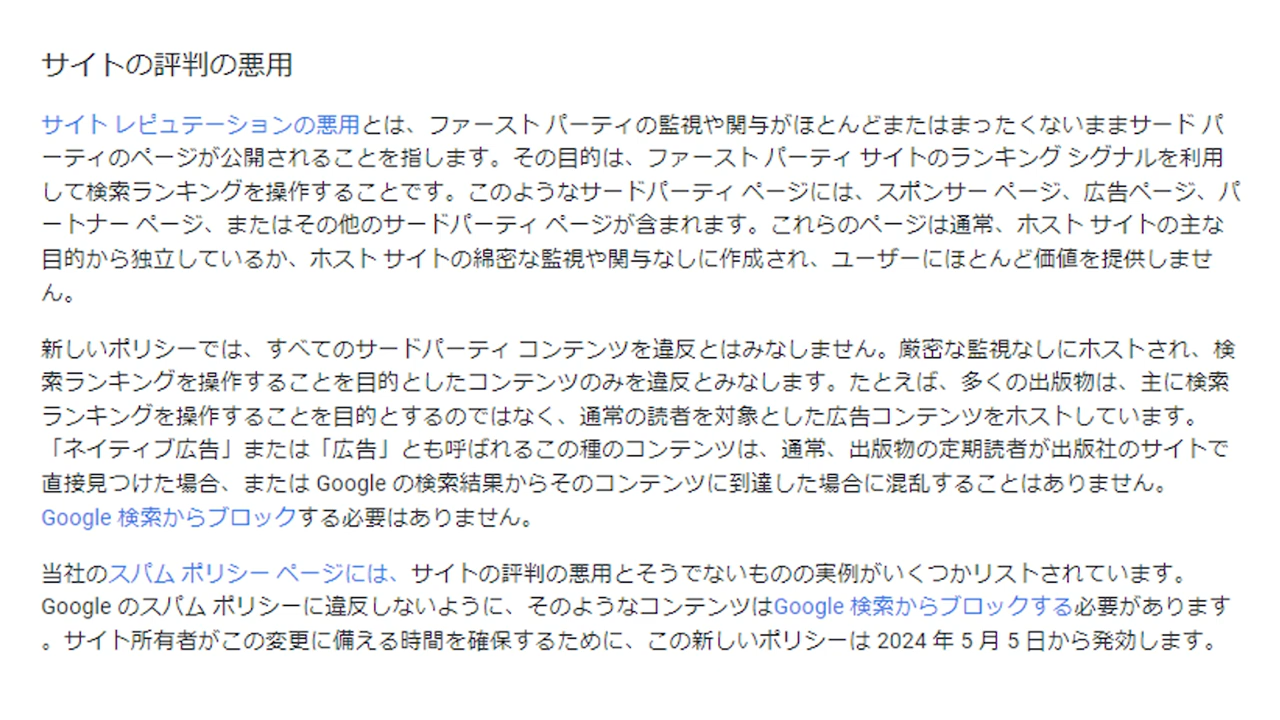 サイトの評判の悪用
サイト レピュテーションの悪用とは、ファースト パーティの監視や関与がほとんどまたはまったくないままサード パ
ーティのページが公開されることを指します。その目的は、ファースト パーティ サイトのランキング シグナルを利用
して検索ランキングを操作することです。このようなサードパーティ ページには、スポンサー ページ、広告ページ、パ
ートナー ページ、またはその他のサードパーティ ページが含まれます。これらのページは通常、ホスト サイトの主な
目的から独立しているか、ホスト サイトの綿密な監視や関与なしに作成され、ユーザーにほとんど価値を提供しませ
ん。
新しいポリシーでは、すべてのサードパーティ コンテンツを違反とはみなしません。厳密な監視なしにホストされ、検
索ランキングを操作することを目的としたコンテンツのみを違反とみなします。たとえば、多くの出版物は、主に検索
ランキングを操作することを目的とするのではなく、通常の読者を対象とした広告コンテンツをホストしています。
「ネイティブ広告」または「広告」とも呼ばれるこの種のコンテンツは、通常、出版物の定期読者が出版社のサイトで
直接見つけた場合、または Google の検索結果からそのコンテンツに到達した場合に混乱することはありません。
Google 検索からブロックする必要はありません。
当社のスパム ポリシー ページには、サイトの評判の悪用とそうでないものの実例がいくつかリストされています。
Google のスパム ポリシーに違反しないように、そのようなコンテンツはGoogle 検索からブロックする必要があります
。サイト所有者がこの変更に備える時間を確保するために、この新しいポリシーは 2024 年 5 月 5 日から発効します。